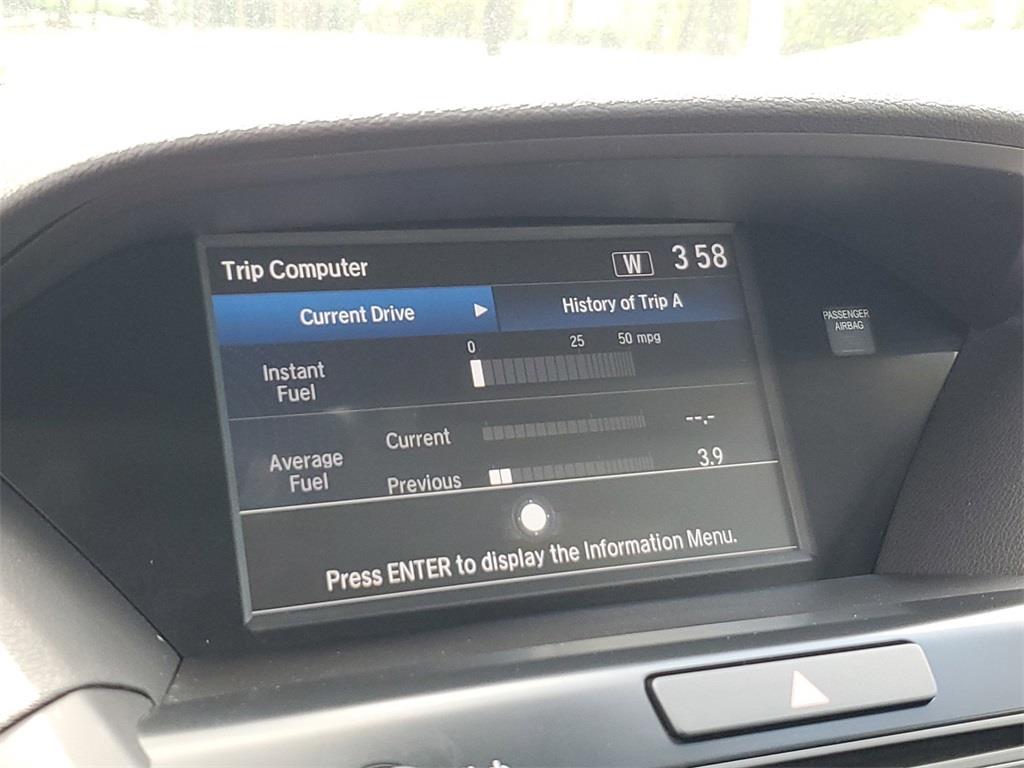 Trip Computer
W
3 58
Current Drive
History of Trip A
0 25 50 mpg
Instant
Fuel
Average
Fuel
Current
--.-
Previous
3.9
Press ENTER to display the Information Menu.
PASSENGER
AIRBAG